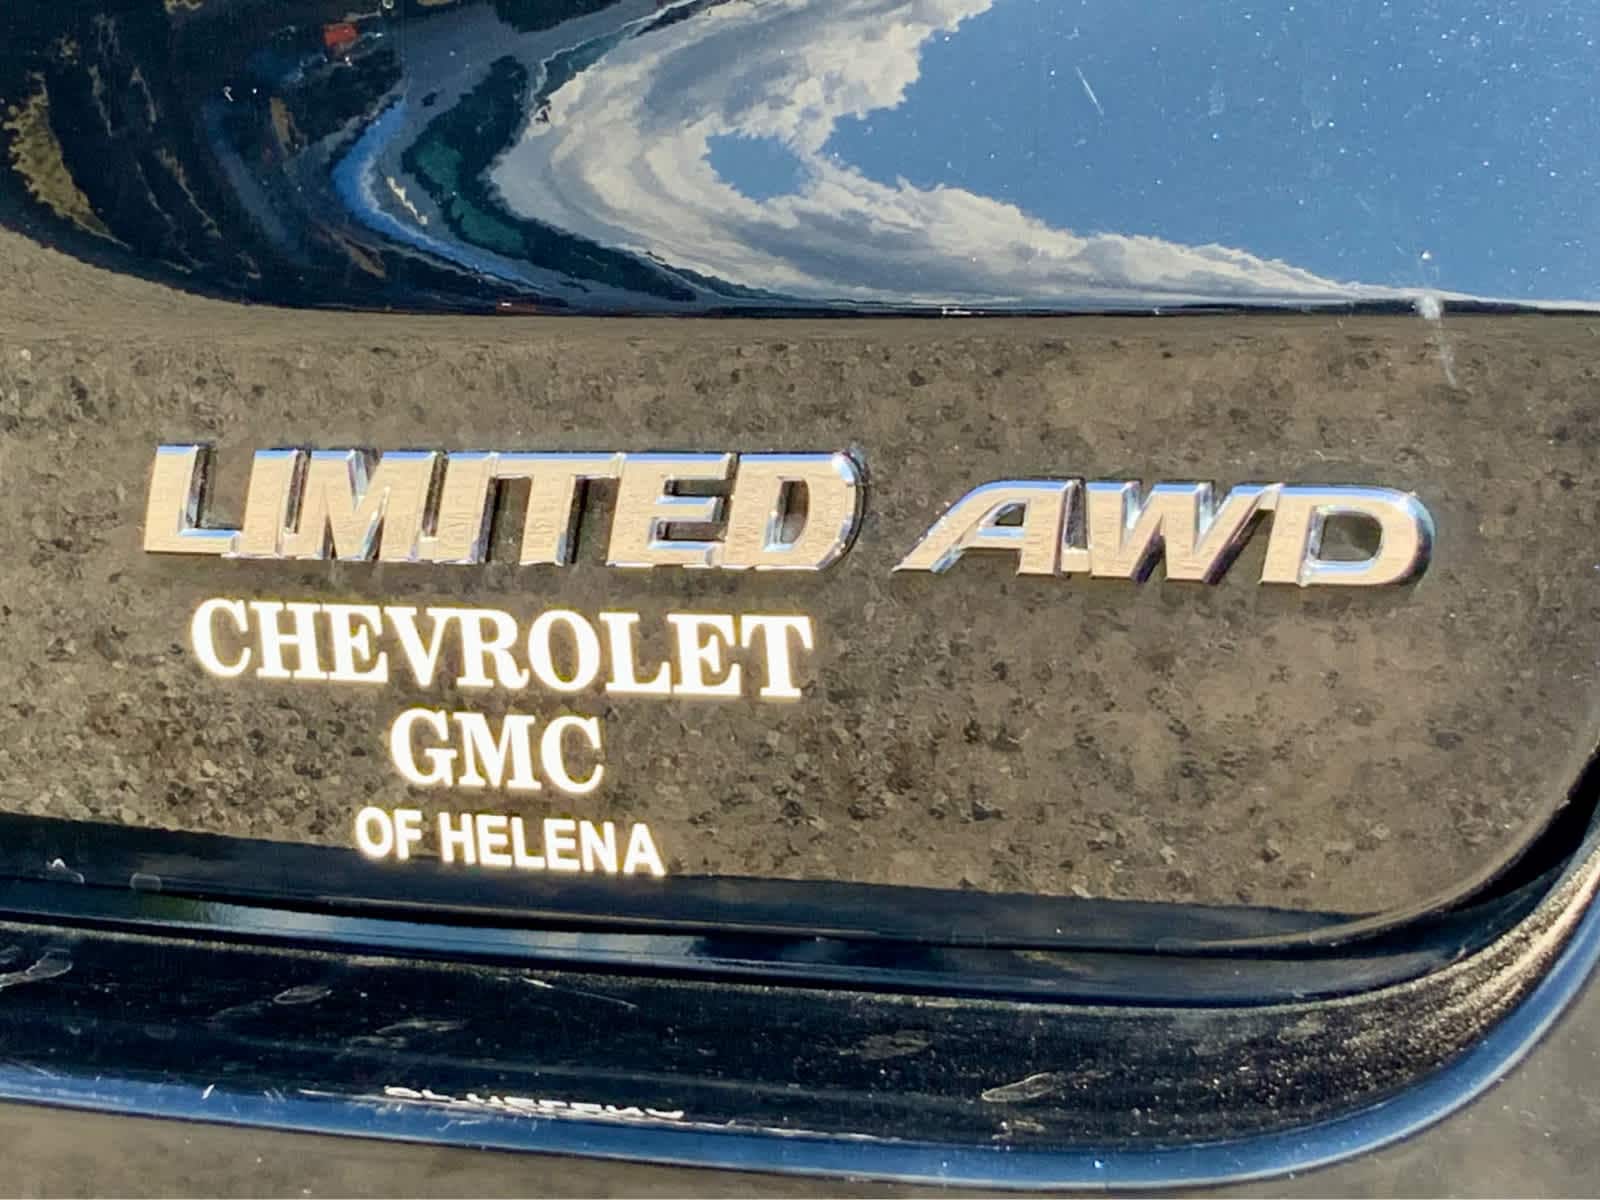 LIMITED AWD
CHEVROLET
GMC
OF HELENA